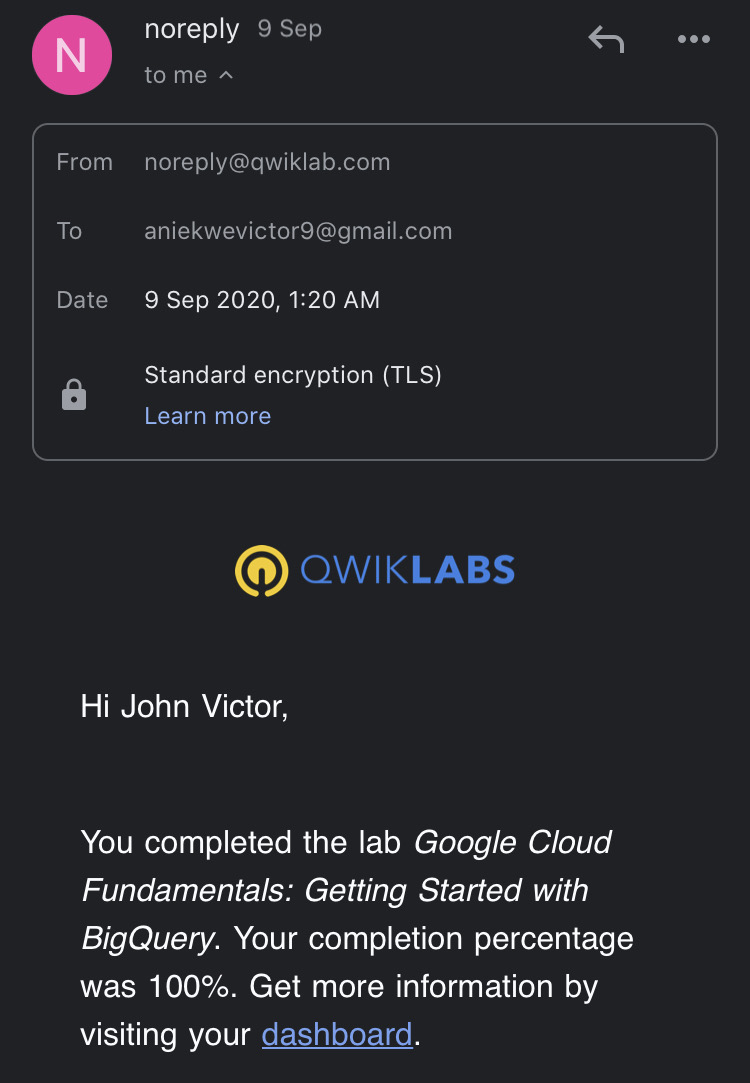 N
noreply 9 Sep
to me
From noreply@qwiklab.com
To aniekwevictor9@gmail.com
Date 9 Sep 2020, 1:20 AM
Standard encryption (TLS)
Learn more
QWIKLABS
Hi John Victor,
You completed the lab Google Cloud
Fundamentals: Getting Started with
BigQuery. Your completion percentage
was 100%. Get more information by
visiting your dashboard.